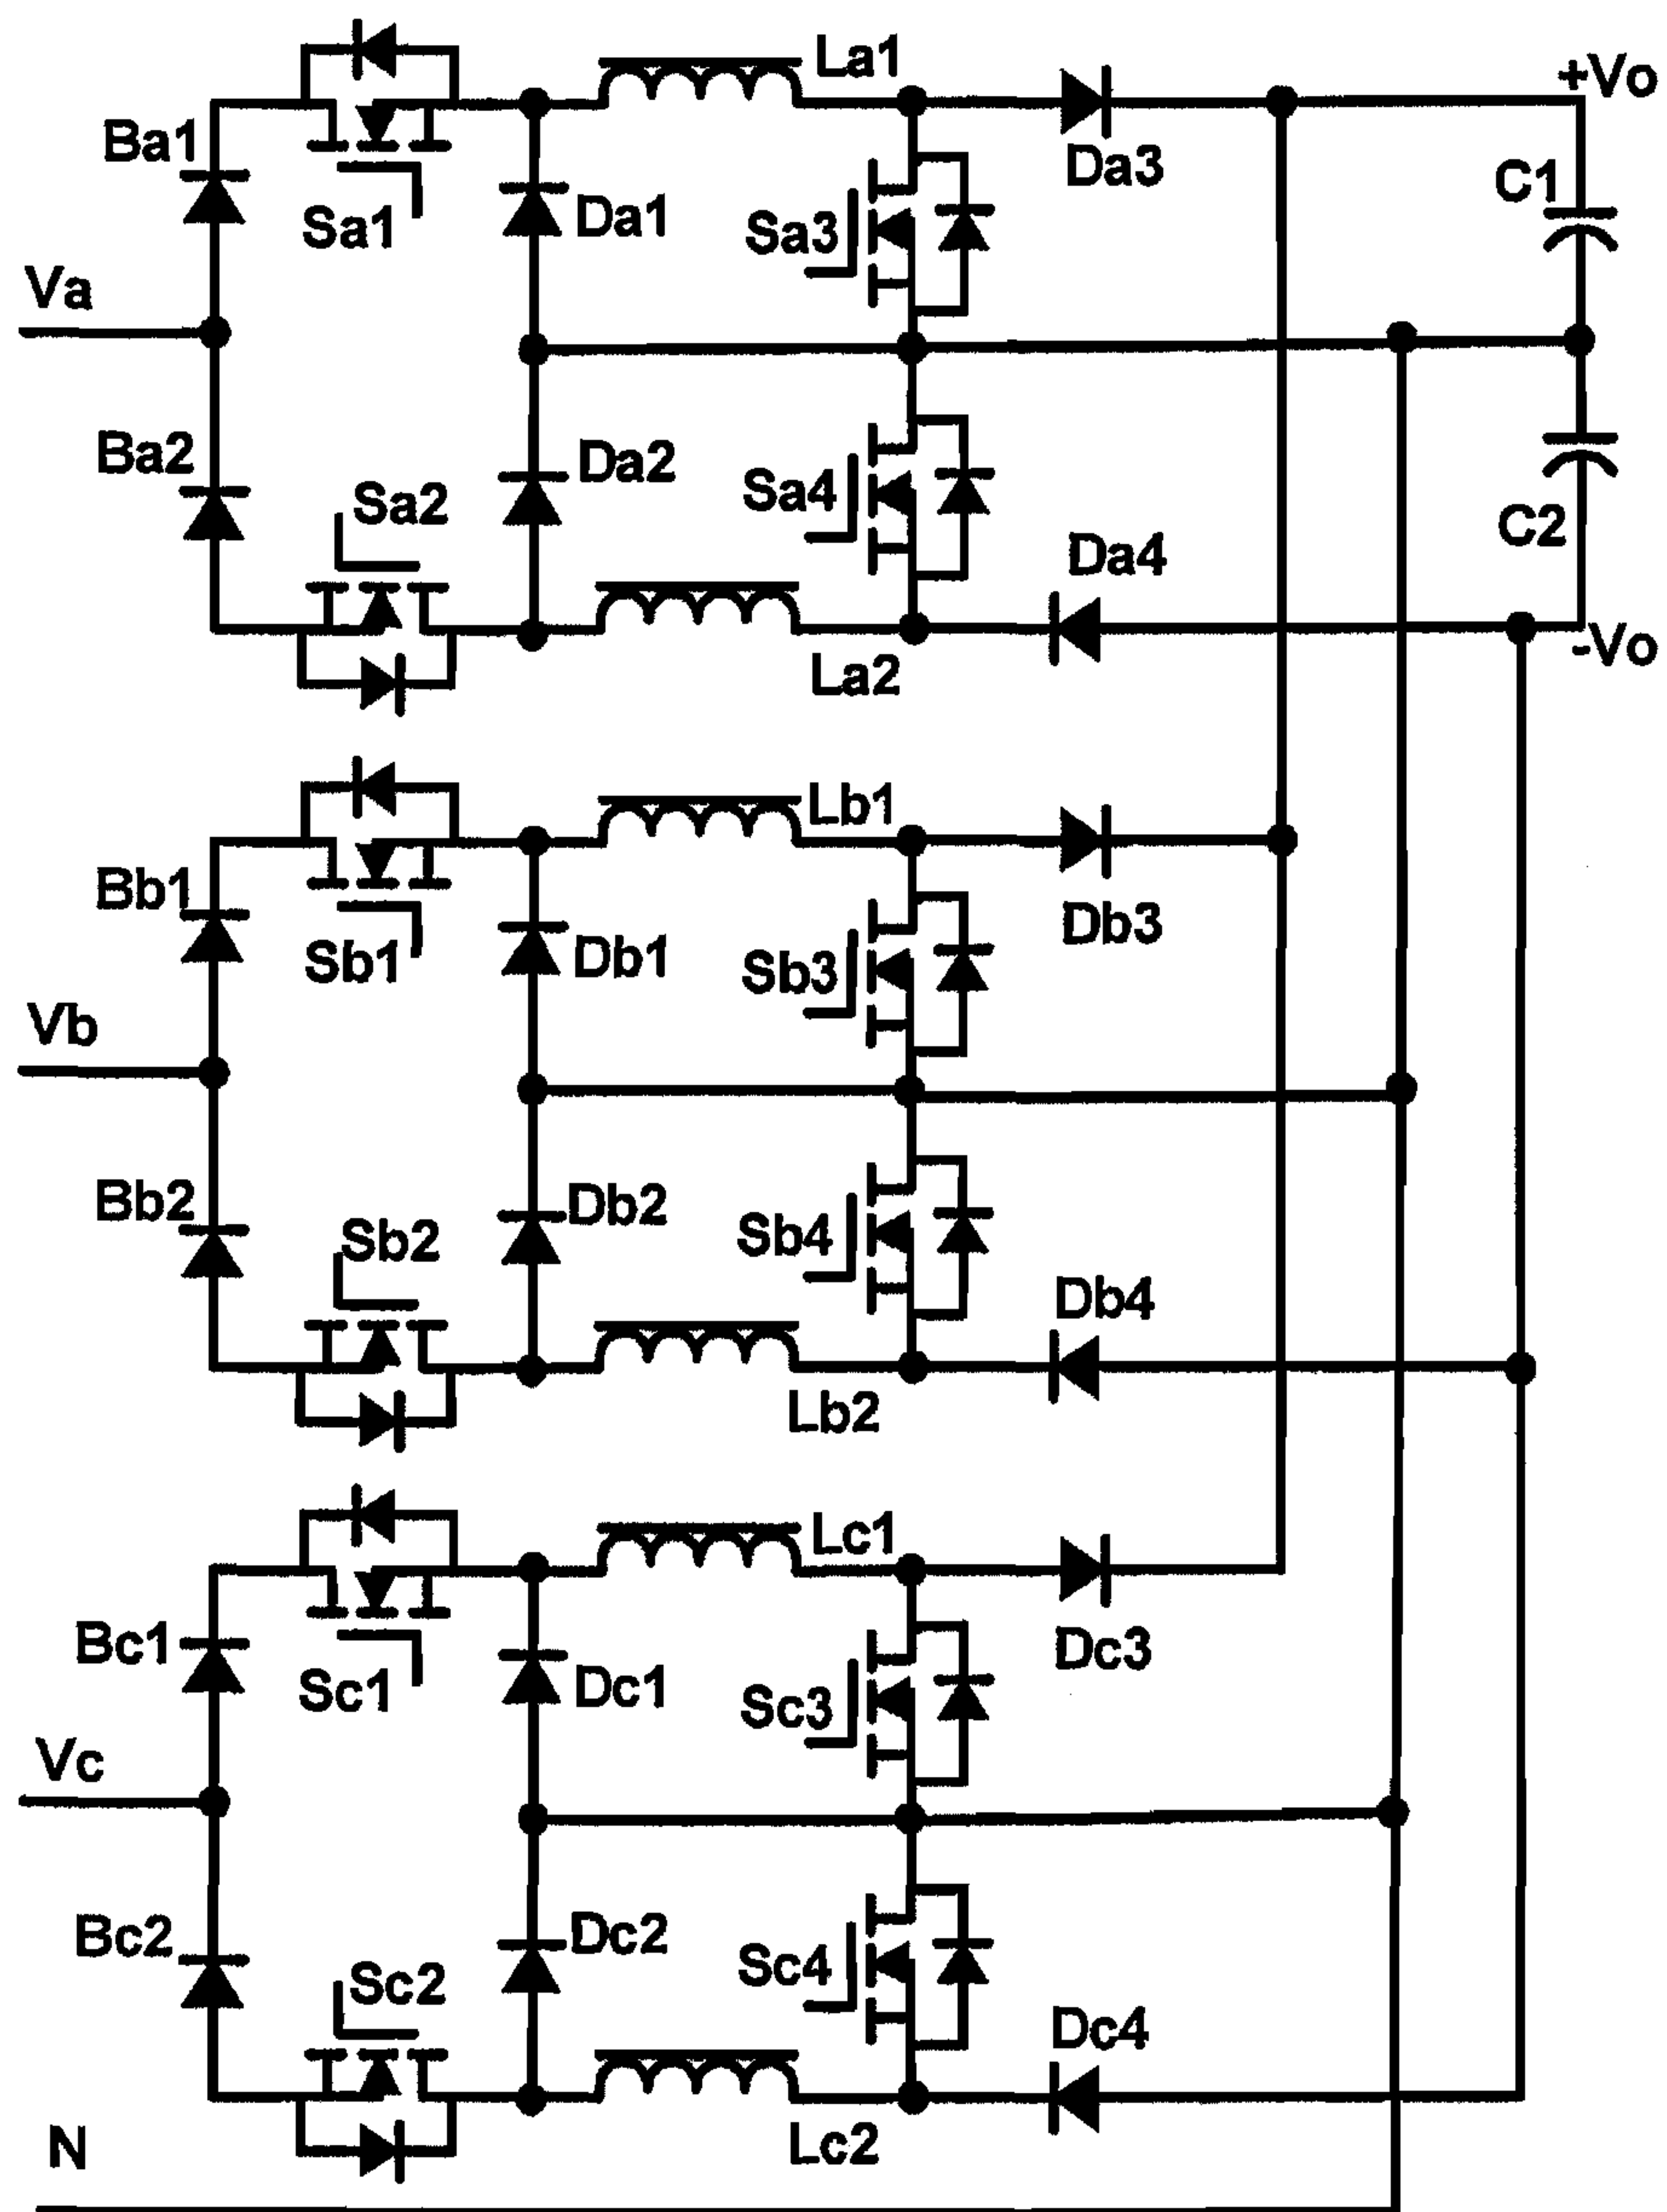 La1
+Vo
Ba1
Da3
C1
Sa1
Da1
Sa3
Va
Ba2
Da2
Sa2
Sa4
C2
Da4
La2
-Vo
Lb1
Bb1
Db3
Sb1
Db1
Sb3
Vb
Bb2
Db2
Sb2
Sb4
Db4
Lb2
Lc1
Bc1
Dc3
Sc1
Dc1
Sc3
Vc
Bc2
Dc2
Sc2
Sc4
Dc4
Lc2
N